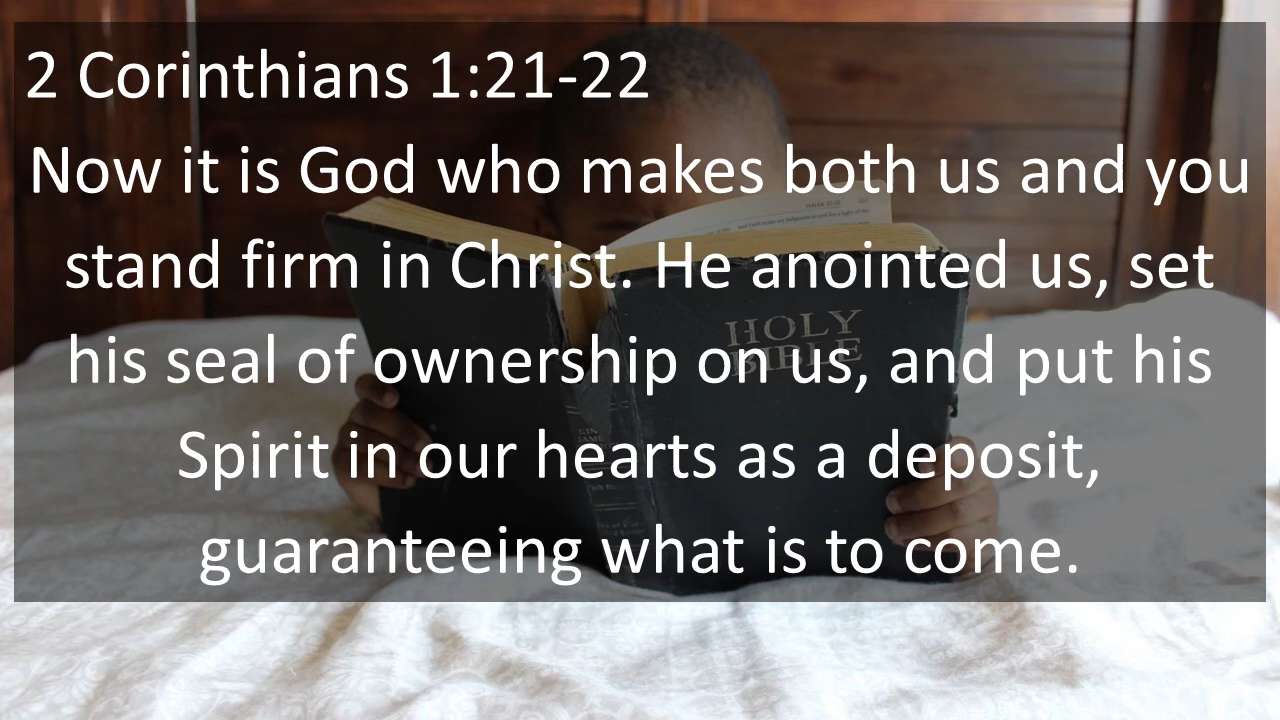 2 Corinthians 1:21-22
Now it is God who makes both us and you
stand firm in Christ. He anointed us, set
his seal of ownership on us, and put his
Spirit in our hearts as a deposit,
guaranteeing what is to come.
HOLY
BIBLE